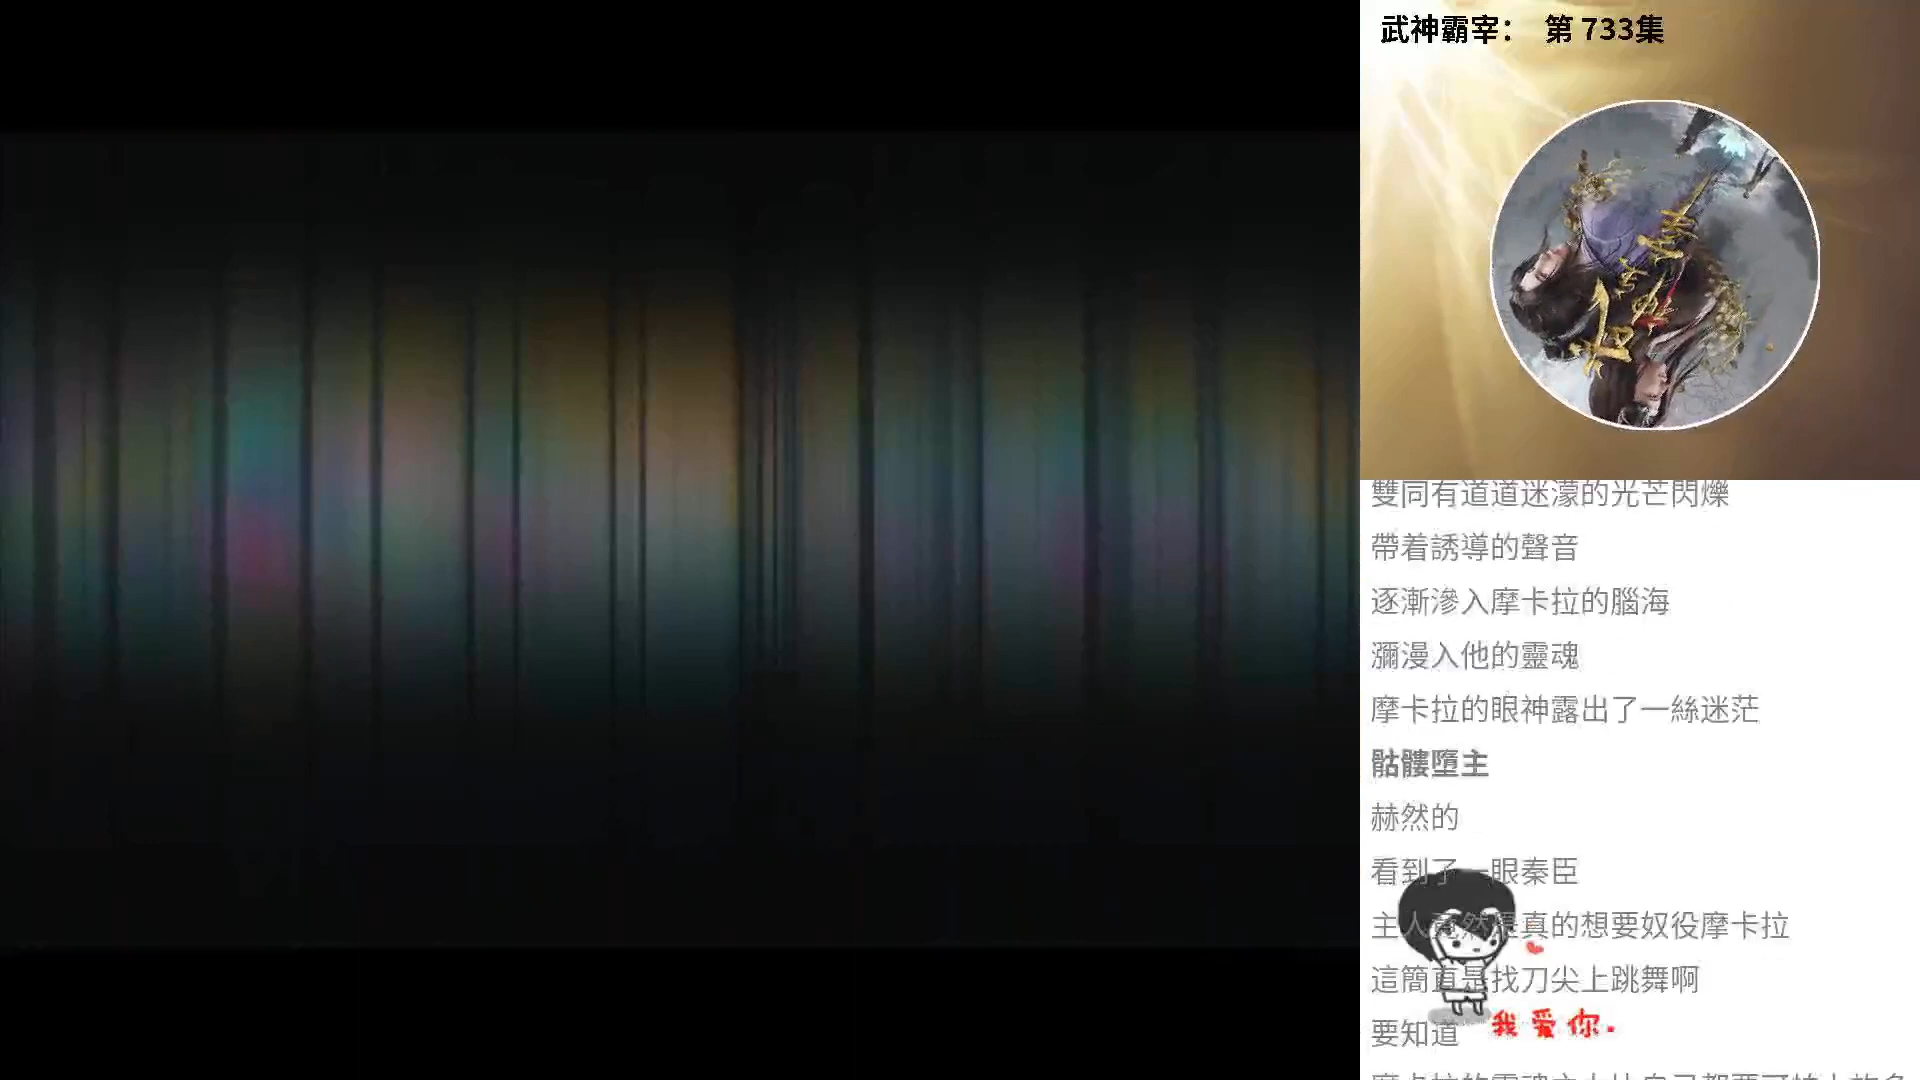 武神霸宰： 第 733集
雙同有道道迷濛的光芒閃爍
帶着誘導的聲音
逐漸滲入摩卡拉的腦海
瀰漫入他的靈魂
摩卡拉的眼神露出了一絲迷茫
骷髏墮主
赫然的
看到了一眼秦臣
主人竟然是真的想要奴役摩卡拉
這簡直是找刀尖上跳舞啊
要知道
我爱你.